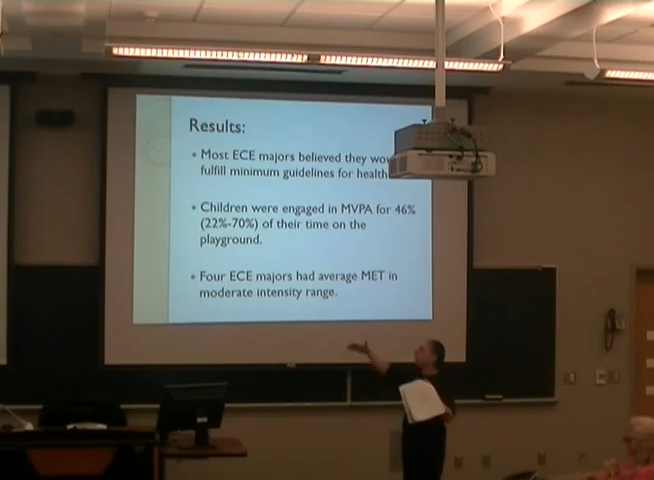 Results:
• Most ECE majors believed they
fulfill minimum guidelines for health
• Children were engaged in MVPA for 46%
(22%-70%) of their time on the
playground.
• Four ECE majors had average MET in
moderate intensity range.